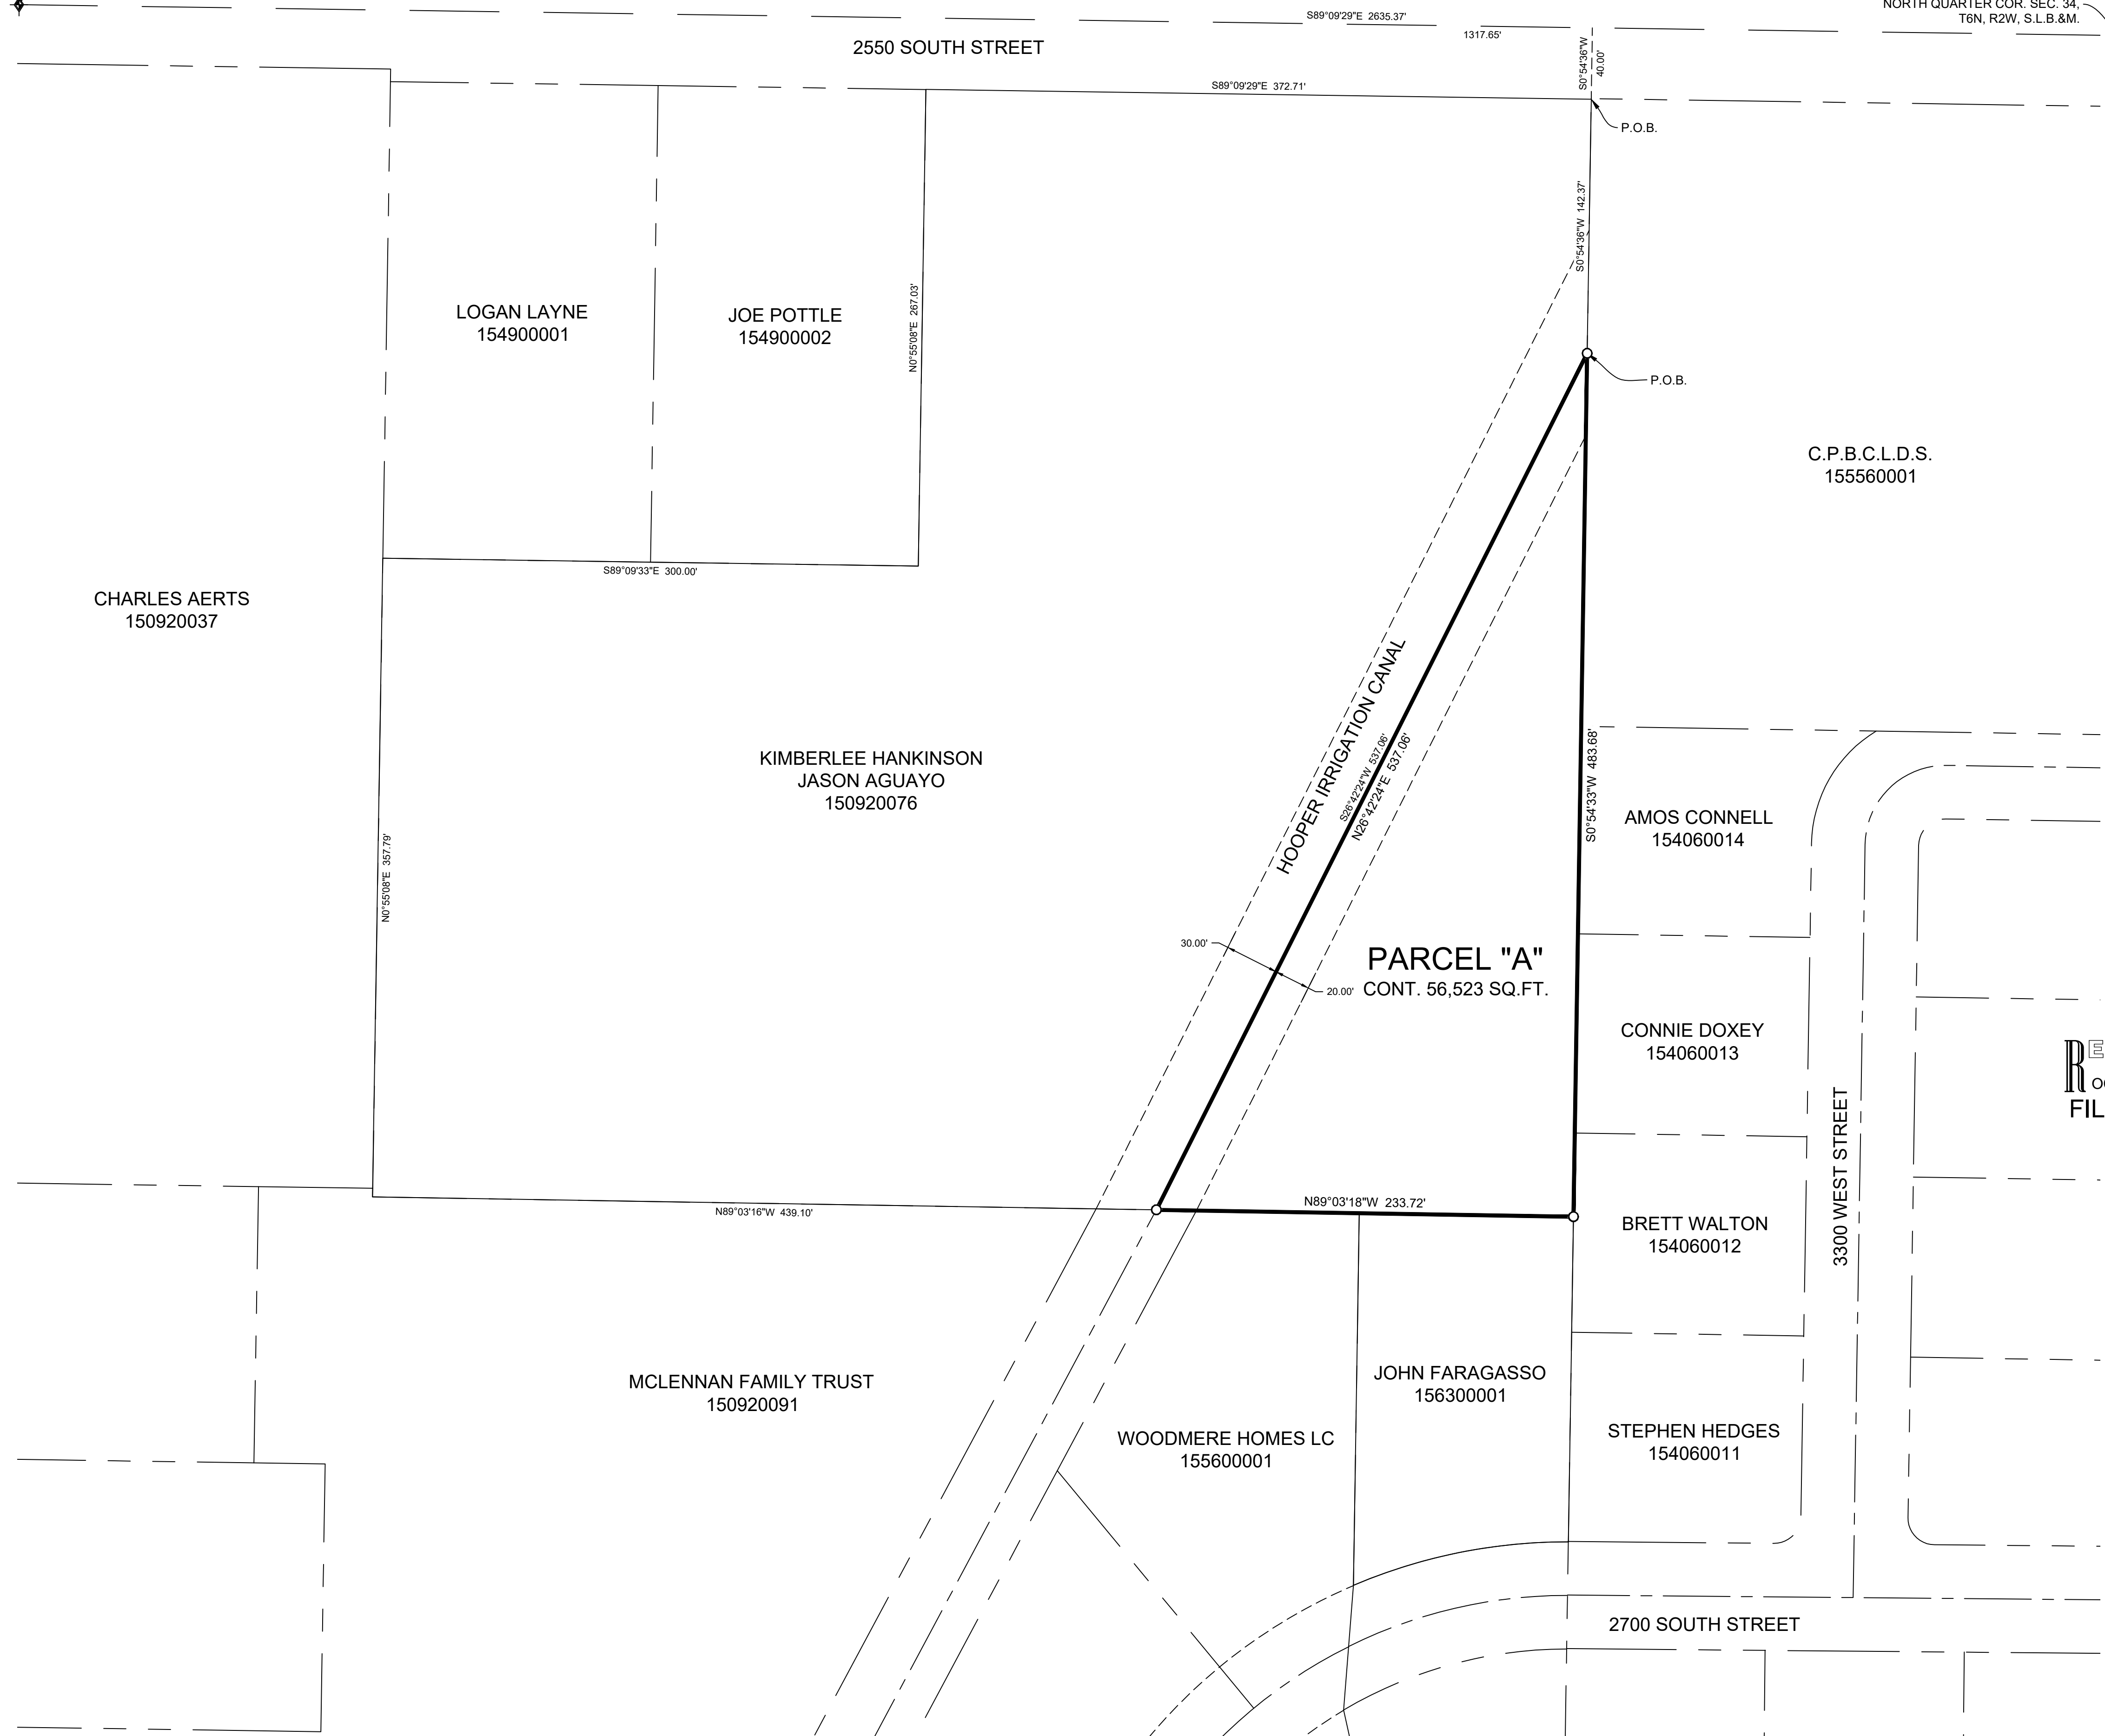 S89°09'29"E 2635.37'
NORTH QUARTER COR. SEC. 34,
T6N, R2W, S.L.B.&M.
1317.65'
2550 SOUTH STREET
S0°54'36"W
40.00'
S89°09'29"E 372.71'
P.O.B.
S0°54'36"W 142.37'
LOGAN LAYNE
154900001
JOE POTTLE
154900002
N0°55'08"E 267.03'
P.O.B.
C.P.B.C.L.D.S.
155560001
S89°09'33"E 300.00'
CHARLES AERTS
150920037
KIMBERLEE HANKINSON
JASON AGUAYO
150920076
HOOPER IRRIGATION CANAL
S26°42'24"W 537.06'
N26°42'24"E 537.06'
S0°54'33"W 483.68'
AMOS CONNELL
154060014
N0°55'08"E 357.79'
30.00'
PARCEL "A"
20.00'
CONT. 56,523 SQ.FT.
CONNIE DOXEY
154060013
FIL
3300 WEST STREET
N89°03'16"W 439.10'
N89°03'18"W 233.72'
BRETT WALTON
154060012
MCLENNAN FAMILY TRUST
150920091
JOHN FARAGASSO
156300001
WOODMERE HOMES LC
155600001
STEPHEN HEDGES
154060011
2700 SOUTH STREET